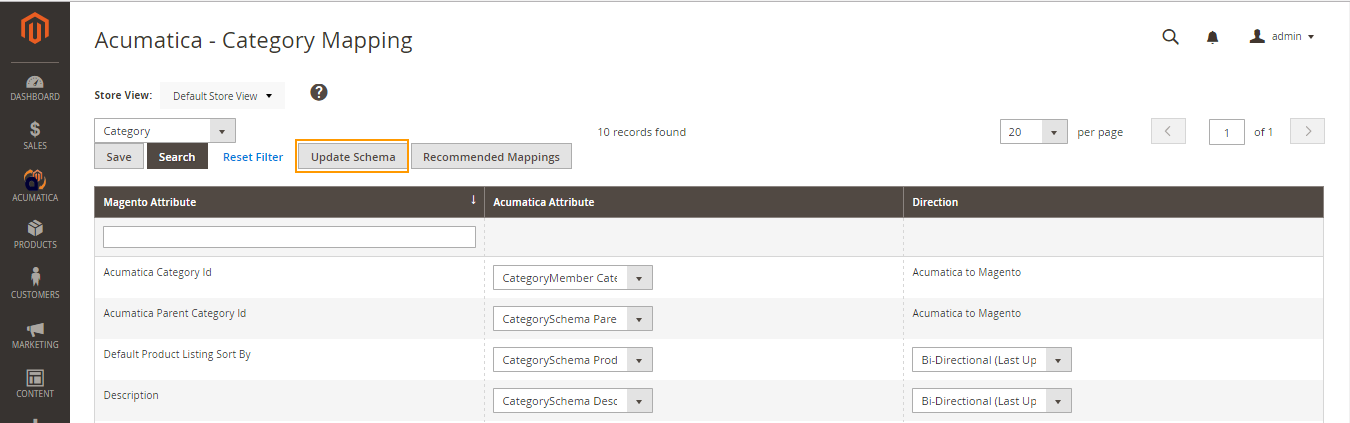 Acumatica - Category Mapping
admin
Store View: Default Store View ?
Category
10 records found
20 per page 1 of 1
Save Search Reset Filter Update Schema Recommended Mappings
Magento Attribute ↓ Acumatica Attribute Direction
Acumatica Category Id CategoryMember Cate Acumatica to Magento
Acumatica Parent Category Id CategorySchema Pare Acumatica to Magento
Default Product Listing Sort By CategorySchema Prod Bi-Directional (Last Up
Description CategorySchema Desc Bi-Directional (Last Up
DASHBOARD
$
SALES
ACUMATICA
PRODUCTS
CUSTOMERS
MARKETING
CONTENT